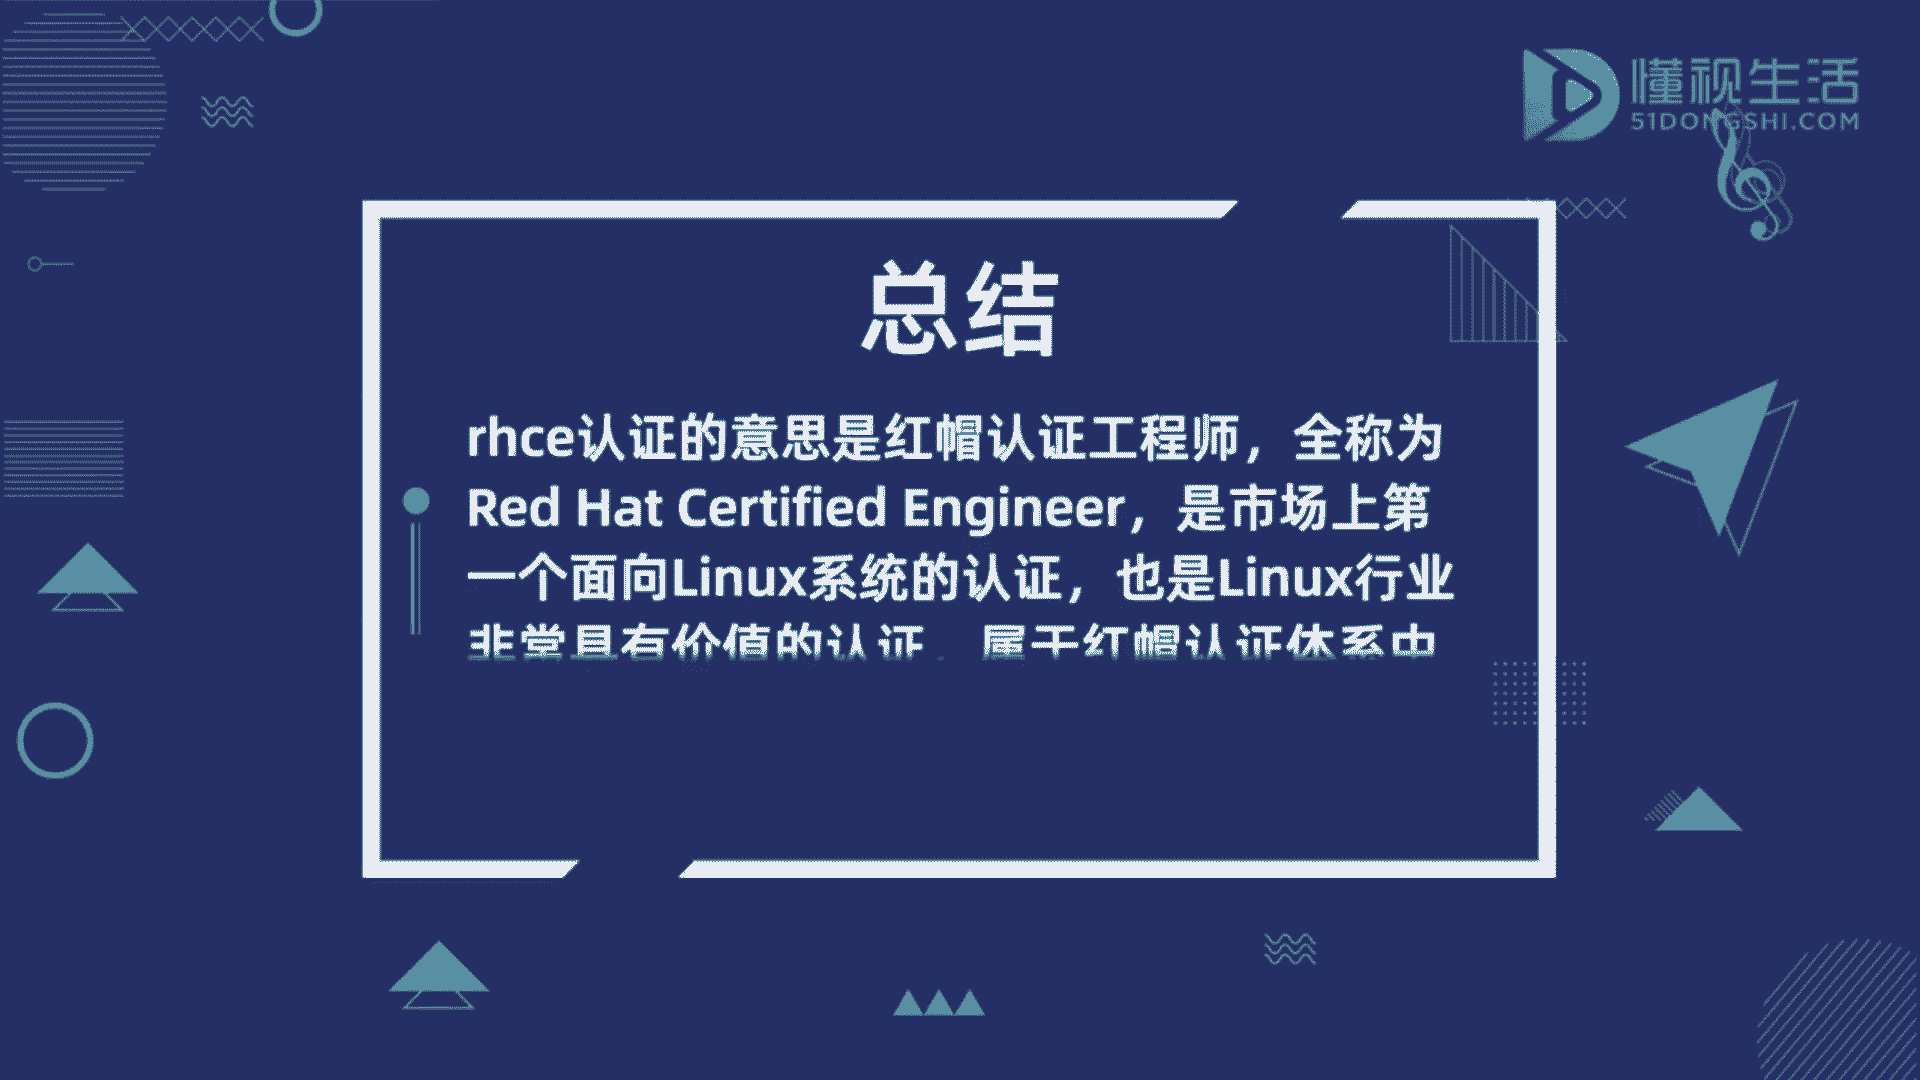 懂视生活
51DONGSHI.COM
总结
rhce认证的意思是红帽认证工程师，全称为
Red Hat Certified Engineer，是市场上第
一个面向Linux系统的认证，也是Linux行业
非常具有价值的认证，属于红帽认证体系中